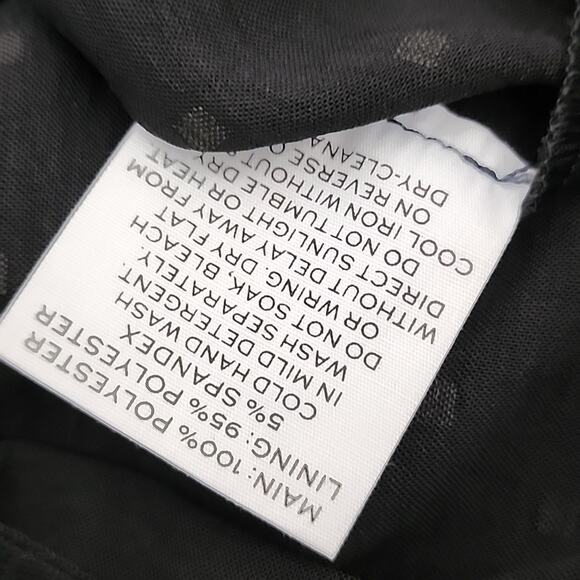 MAIN: 100% POLYESTER
LINING: 95% POLYESTER
5% SPANDEX
COLD HAND WASH
IN MILD DETERGENT
WASH SEPARATELY.
DO NOT SOAK, BLEACH
OR WRING, DRY FLAT
WITHOUT DELAY AWAY FROM
DIRECT SUNLIGHT OR HEAT.
DO NOT TUMBLE DRY
COOL IRON WITHOUT
ON REVERSE
DRY-CLEAN